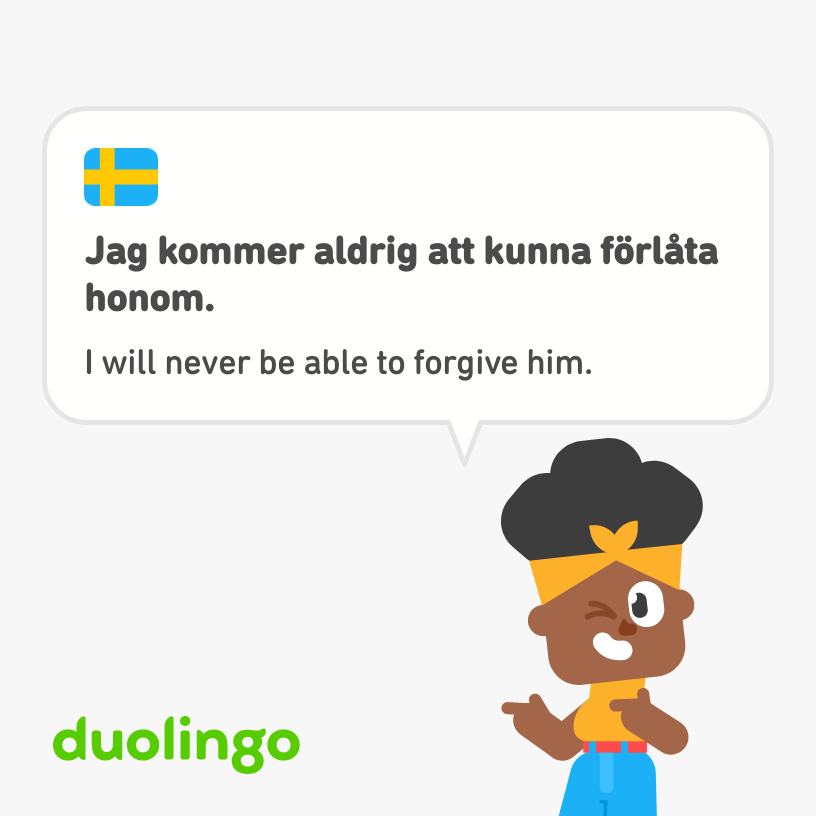 Jag kommer aldrig att kunna förlåta
honom.
I will never be able to forgive him.
duolingo